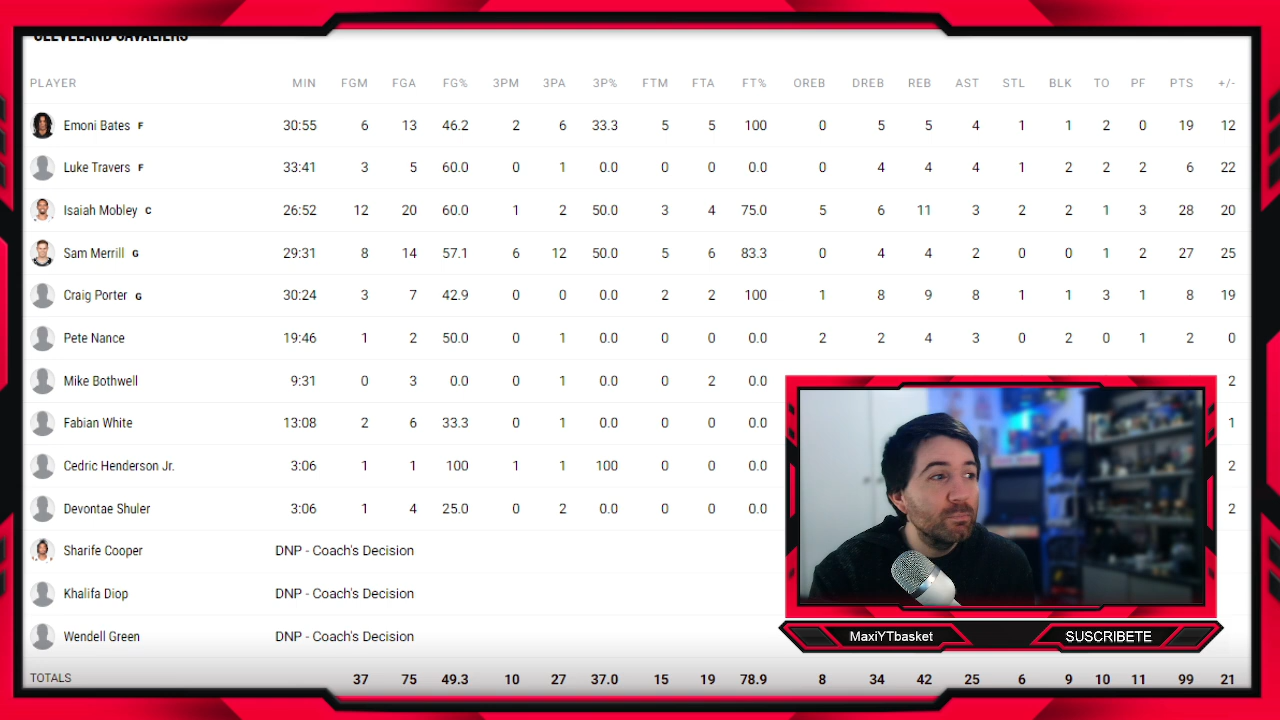 CLEVELAND CAVALIERS
PLAYER MIN FGM FGA FG% 3PM 3PA 3P% FTM FTA FT% OREB DREB REB AST STL BLK TO PF PTS +/-
Emoni Bates F 30:55 6 13 46.2 2 6 33.3 5 5 100 0 5 5 4 1 1 2 0 19 12
Luke Travers F 33:41 3 5 60.0 0 1 0.0 0 0 0.0 0 4 4 4 1 2 2 2 6 22
Isaiah Mobley C 26:52 12 20 60.0 1 2 50.0 3 4 75.0 5 6 11 3 2 2 1 3 28 20
Sam Merrill G 29:31 8 14 57.1 6 12 50.0 5 6 83.3 0 4 4 2 0 0 1 2 27 25
Craig Porter G 30:24 3 7 42.9 0 0 0.0 2 2 100 1 8 9 8 1 1 3 1 8 19
Pete Nance 19:46 1 2 50.0 0 1 0.0 0 0 0.0 2 2 4 3 0 2 0 1 2 0
Mike Bothwell 9:31 0 3 0.0 0 1 0.0 0 2 0.0 2
Fabian White 13:08 2 6 33.3 0 1 0.0 0 0 0.0 1
Cedric Henderson Jr. 3:06 1 1 100 1 1 100 0 0 0.0 2
Devontae Shuler 3:06 1 4 25.0 0 2 0.0 0 0 0.0 2
Sharife Cooper DNP - Coach's Decision
Khalifa Diop DNP - Coach's Decision
Wendell Green DNP - Coach's Decision
MaxiYTbasket SUSCRIBETE
TOTALS 37 75 49.3 10 27 37.0 15 19 78.9 8 34 42 25 6 9 10 11 99 21